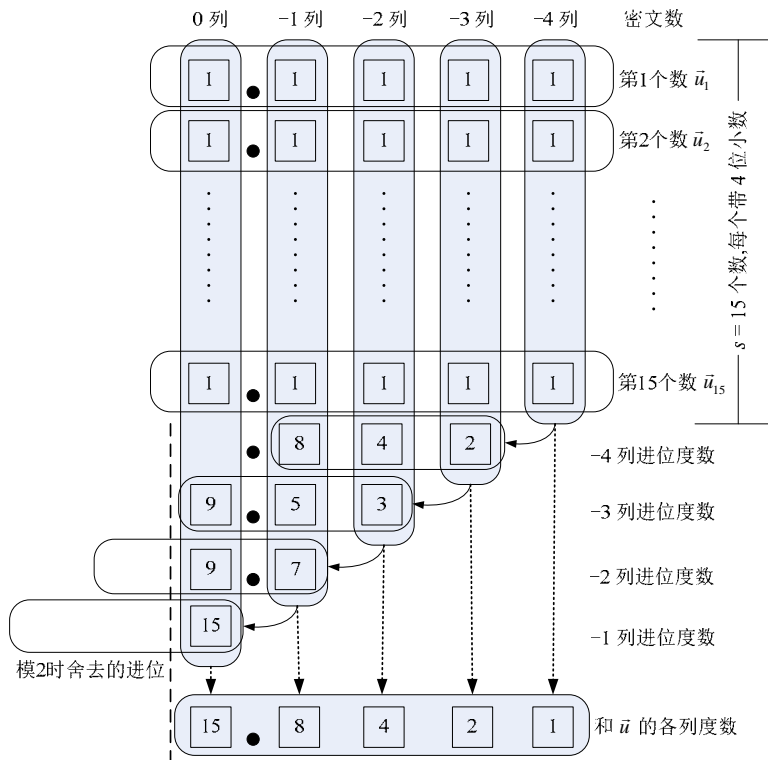 0 列 −1 列 −2 列 −3 列 −4 列 密文数
1 . 1 1 1 1 第1个数 u⃗₁
1 . 1 1 1 1 第2个数 u⃗₂
s = 15 个数,每个带 4 位小数
1 . 1 1 1 1 第15个数 u⃗₁₅
. 8 4 2 −4 列进位度数
9 . 5 3 −3 列进位度数
9 . 7 −2 列进位度数
15 −1 列进位度数
模2时舍去的进位
15 . 8 4 2 1 和 u⃗ 的各列度数